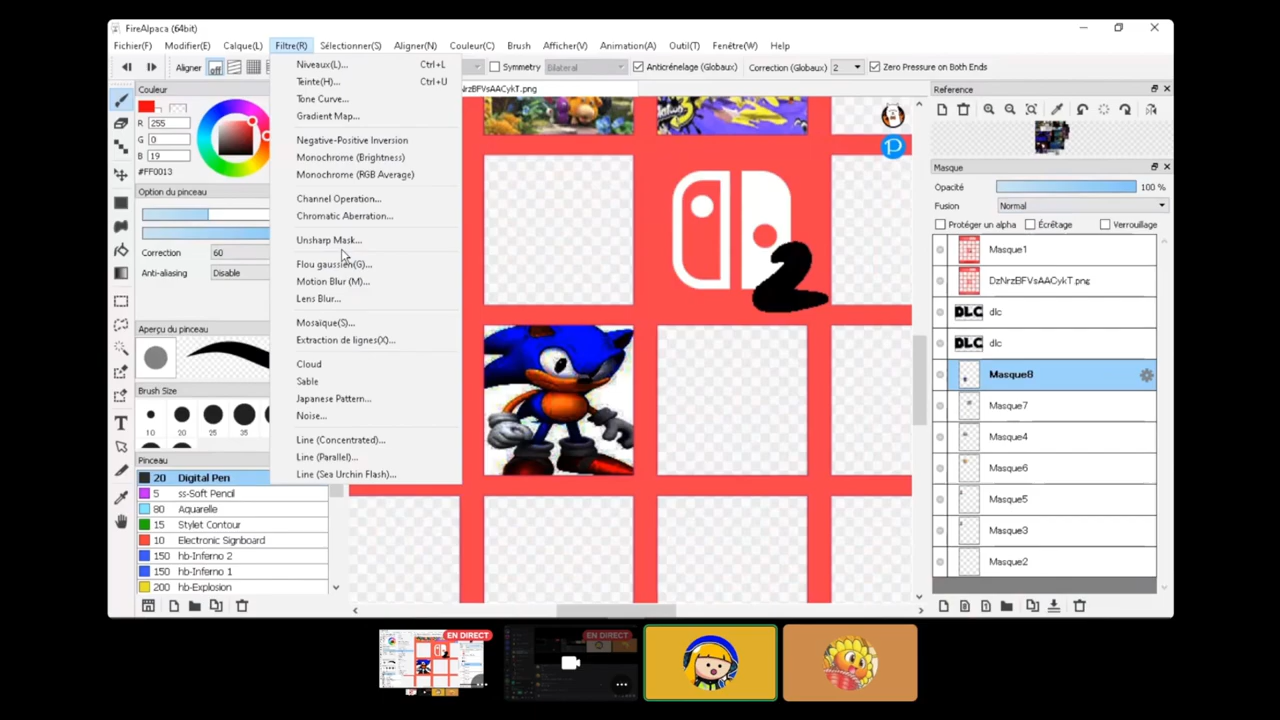 FireAlpaca (64bit)
Fichier(F) Modifier(E) Calque(L) Filtre(R) Sélectionner(S) Aligner(N) Couleur(C) Brush Afficher(V) Animation(A) Outil(T) Fenêtre(W) Help
Aligner off Symmetry Bilateral Anticrénelage (Globaux) Correction (Globaux) 2 Zero Pressure on Both Ends
Couleur
R 255
G 0
B 19
#FF0013
Option du pinceau
Correction 60
Anti-aliasing Disable
Aperçu du pinceau
Brush Size
10 20 25 35
Pinceau
20 Digital Pen
5 ss-Soft Pencil
80 Aquarelle
15 Stylet Contour
10 Electronic Signboard
150 hb-Inferno 2
150 hb-Inferno 1
200 hb-Explosion
Niveaux(L)... Ctrl+L
Teinte(H)... Ctrl+U
Tone Curve...
Gradient Map...
Negative-Positive Inversion
Monochrome (Brightness)
Monochrome (RGB Average)
Channel Operation...
Chromatic Aberration...
Unsharp Mask...
Flou gaussien(G)...
Motion Blur (M)...
Lens Blur...
Mosaïque(S)...
Extraction de lignes(X)...
Cloud
Sable
Japanese Pattern...
Noise...
Line (Concentrated)...
Line (Parallel)...
Line (Sea Urchin Flash)...
NrzBFVsAACykT.png
P
2
Reference
Masque
Opacité 100 %
Fusion Normal
Protéger un alpha Écrêtage Verrouillage
Masque1
DzNrzBFVsAACykT.png
DLC dlc
DLC dlc
Masque8
Masque7
Masque4
Masque6
Masque5
Masque3
Masque2
EN DIRECT
EN DIRECT